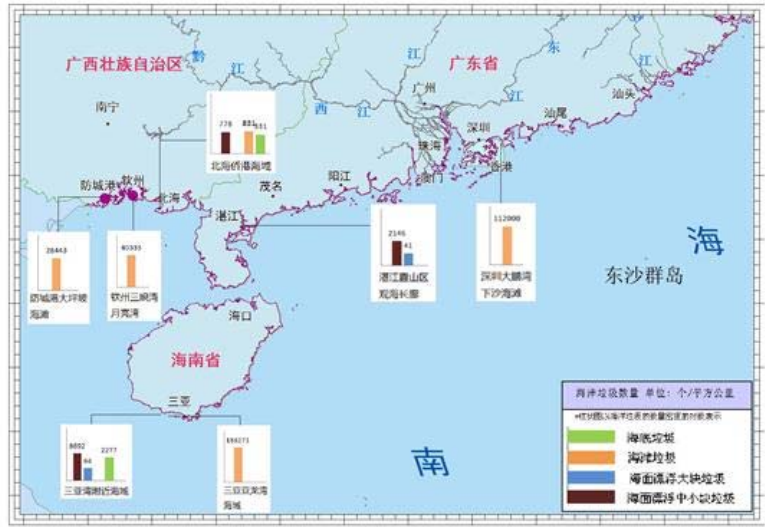 广西壮族自治区
广东省
黔
江
西
江
江
东
江
江
南宁
广州
汕头
汕尾
深圳
珠海
香港
澳门
防城港
钦州
北海
茂名
阳江
湛江
778
881
331
北海侨港海域
28443
防城港大坪坡
海滩
40333
钦州三娘湾
月亮湾
2146
41
湛江霞山区
观海长廊
112000
深圳大鹏湾
下沙海滩
海
东沙群岛
海口
海南省
三亚
2277
三亚湾附近海域
三亚亚龙湾
海域
南
海洋垃圾数量 单位: 个/平方公里
海底垃圾
海滩垃圾
海面漂浮大块垃圾
海面漂浮中小块垃圾